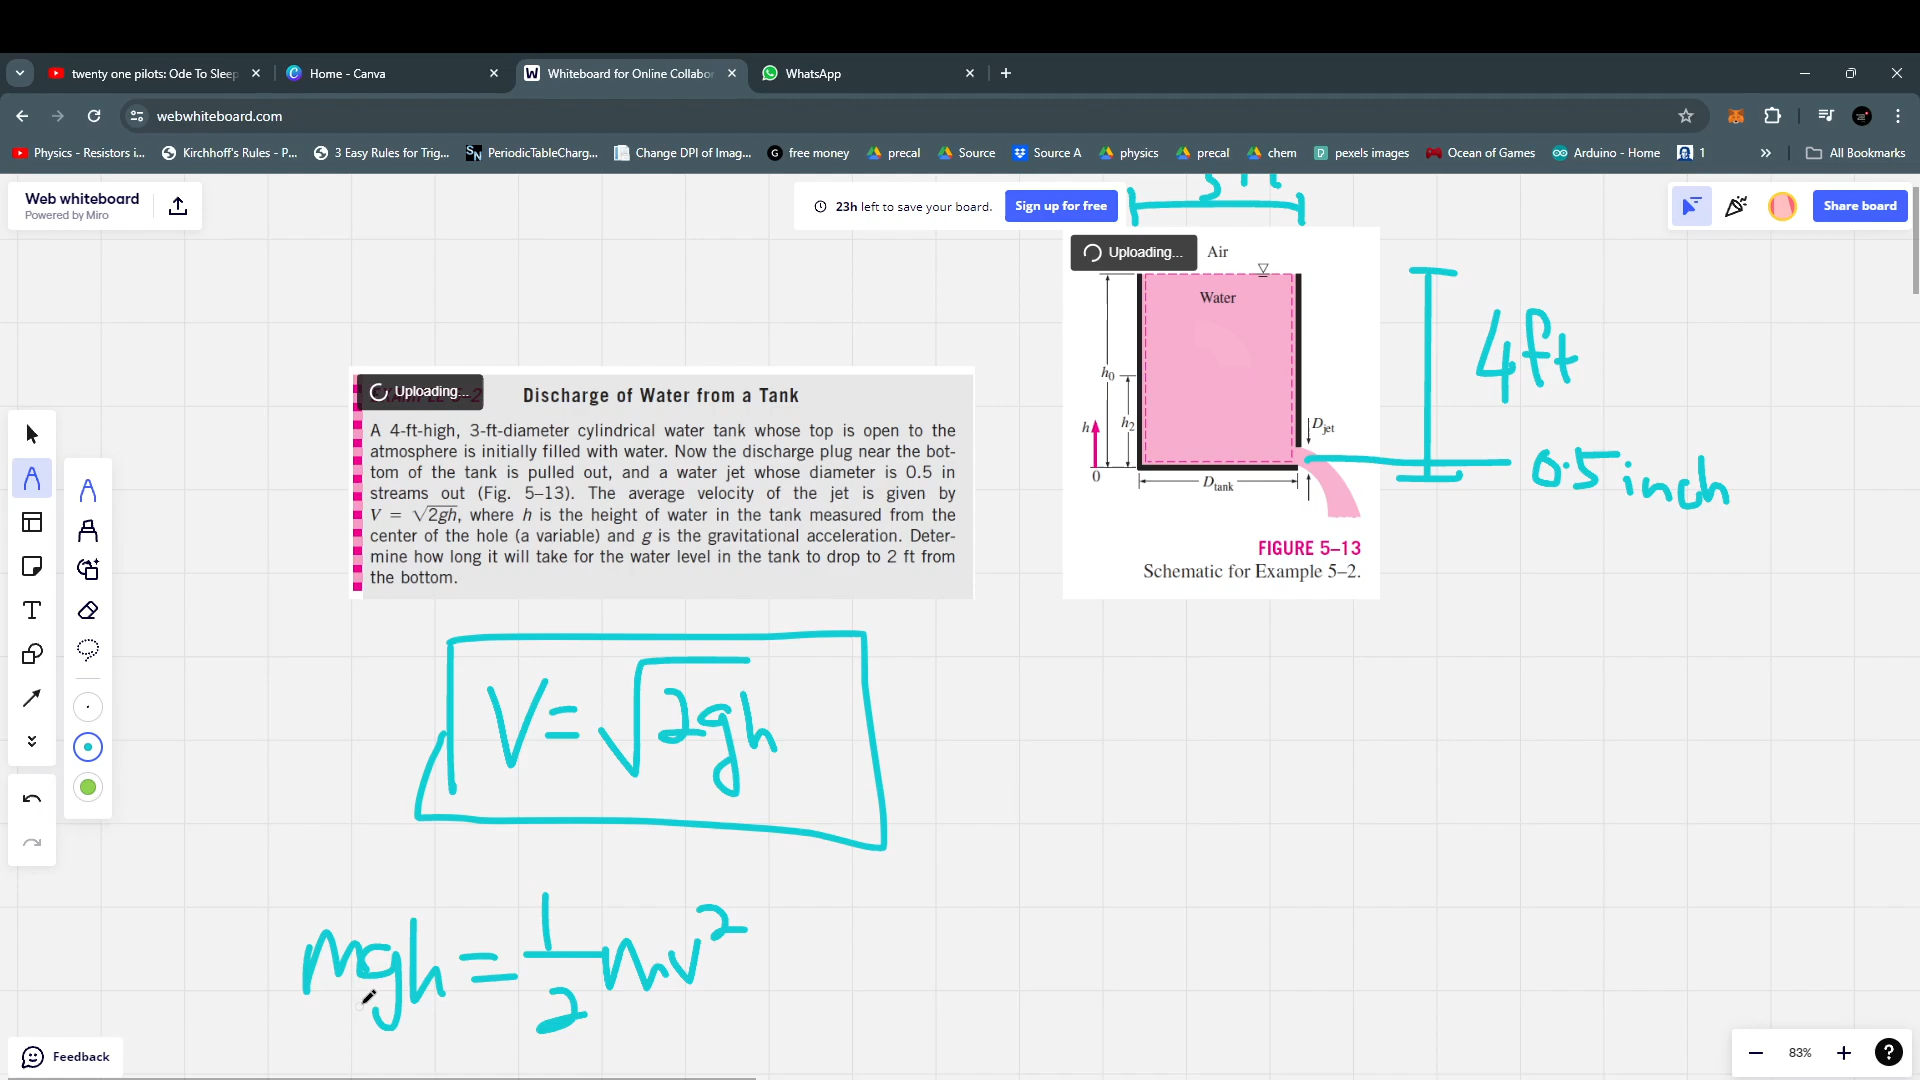 twenty one pilots: Ode To Sleep
Home - Canva
Whiteboard for Online Collabor
WhatsApp
webwhiteboard.com
Physics - Resistors i...
Kirchhoff's Rules - P...
3 Easy Rules for Trig...
PeriodicTableCharg...
Change DPI of Imag...
free money
precal
Source
Source A
physics
precal
chem
pexels images
Ocean of Games
Arduino - Home
1
All Bookmarks
Web whiteboard
Powered by Miro
23h left to save your board.
Sign up for free
Share board
Uploading...
Air
Water
h0
h2
h
0
Djet
Dtank
FIGURE 5–13
Schematic for Example 5–2.
4ft
0.5 inch
Uploading...
Discharge of Water from a Tank
A 4-ft-high, 3-ft-diameter cylindrical water tank whose top is open to the
atmosphere is initially filled with water. Now the discharge plug near the bot-
tom of the tank is pulled out, and a water jet whose diameter is 0.5 in
streams out (Fig. 5–13). The average velocity of the jet is given by
V = √2gh, where h is the height of water in the tank measured from the
center of the hole (a variable) and g is the gravitational acceleration. Deter-
mine how long it will take for the water level in the tank to drop to 2 ft from
the bottom.
V = √2gh
mgh = 1/2 mv²
Feedback
83%